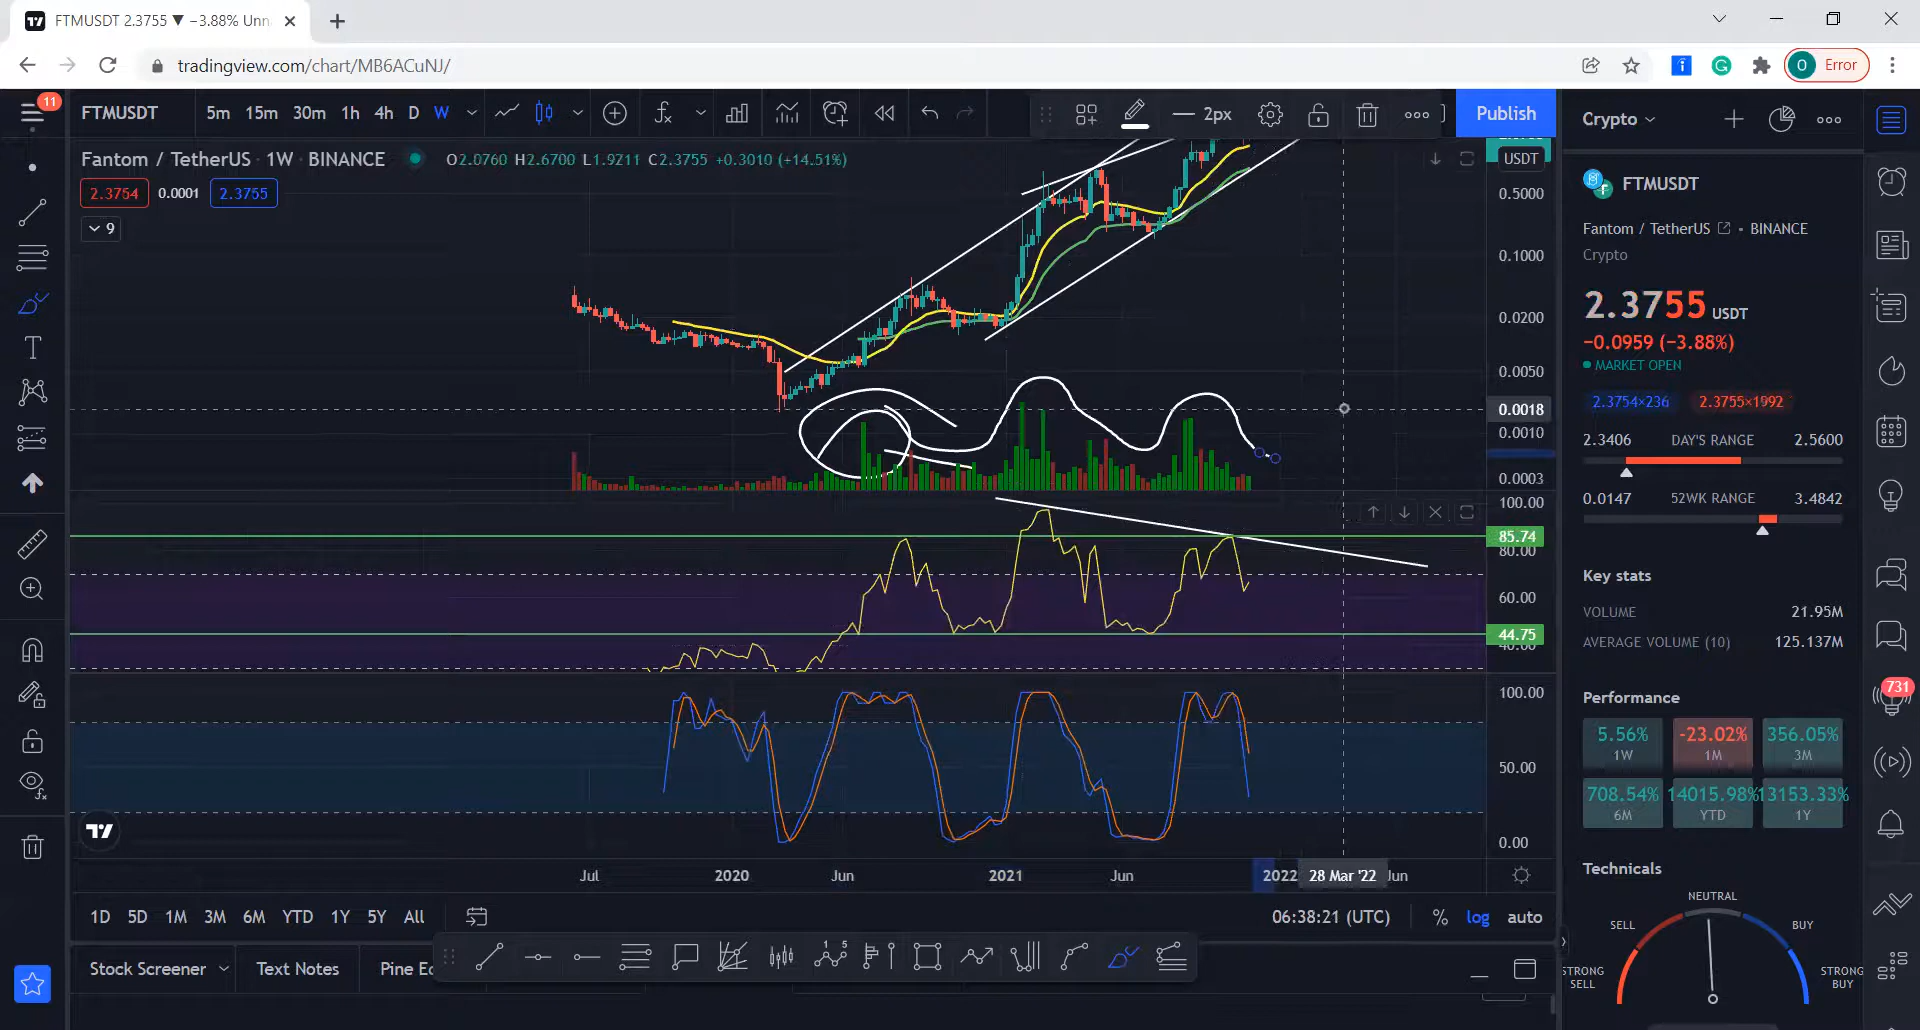 FTMUSDT 2.3755 ▼ −3.88% Unn
tradingview.com/chart/MB6ACuNJ/
O Error
11
FTMUSDT 5m 15m 30m 1h 4h D W 2px Publish
Crypto
Fantom / TetherUS · 1W · BINANCE O2.0760 H2.6700 L1.9211 C2.3755 +0.3010 (+14.51%)
USDT
2.3754 0.0001 2.3755
9
0.5000
0.1000
0.0200
0.0050
0.0018
0.0010
0.0003
100.00
85.74
80.00
60.00
44.75
40.00
100.00
50.00
0.00
Jul 2020 Jun 2021 Jun 2022 28 Mar '22 Jun
1D 5D 1M 3M 6M YTD 1Y 5Y All 06:38:21 (UTC) % log auto
Stock Screener Text Notes Pine E
FTMUSDT
Fantom / TetherUS • BINANCE
Crypto
2.3755 USDT
−0.0959 (−3.88%)
MARKET OPEN
2.3754×236 2.3755×1992
2.3406 DAY'S RANGE 2.5600
0.0147 52WK RANGE 3.4842
Key stats
VOLUME 21.95M
AVERAGE VOLUME (10) 125.137M
Performance
5.56% -23.02% 356.05%
1W 1M 3M
708.54% 14015.98% 13153.33%
6M YTD 1Y
Technicals
NEUTRAL
SELL BUY
STRONG SELL STRONG BUY
731